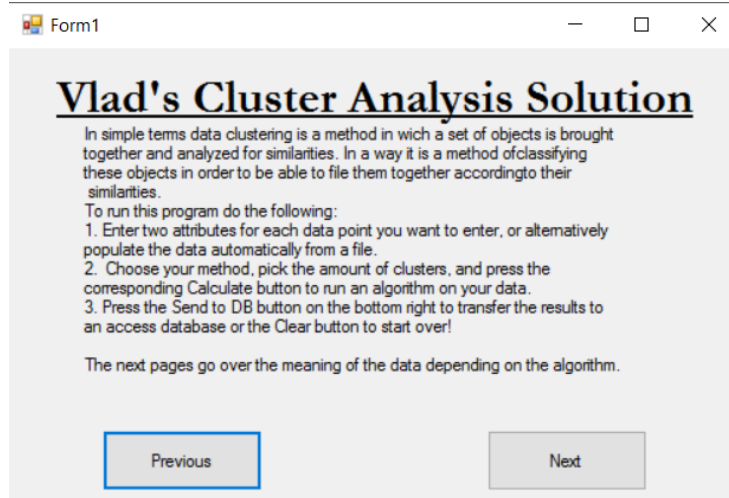 Form1
Vlad's Cluster Analysis Solution
In simple terms data clustering is a method in wich a set of objects is brought
together and analyzed for similarities. In a way it is a method ofclassifying
these objects in order to be able to file them together accordingto their
similarities.
To run this program do the following:
1. Enter two attributes for each data point you want to enter, or alternatively
populate the data automatically from a file.
2.  Choose your method, pick the amount of clusters, and press the
corresponding Calculate button to run an algorithm on your data.
3. Press the Send to DB button on the bottom right to transfer the results to
an access database or the Clear button to start over!
The next pages go over the meaning of the data depending on the algorithm.
Previous
Next